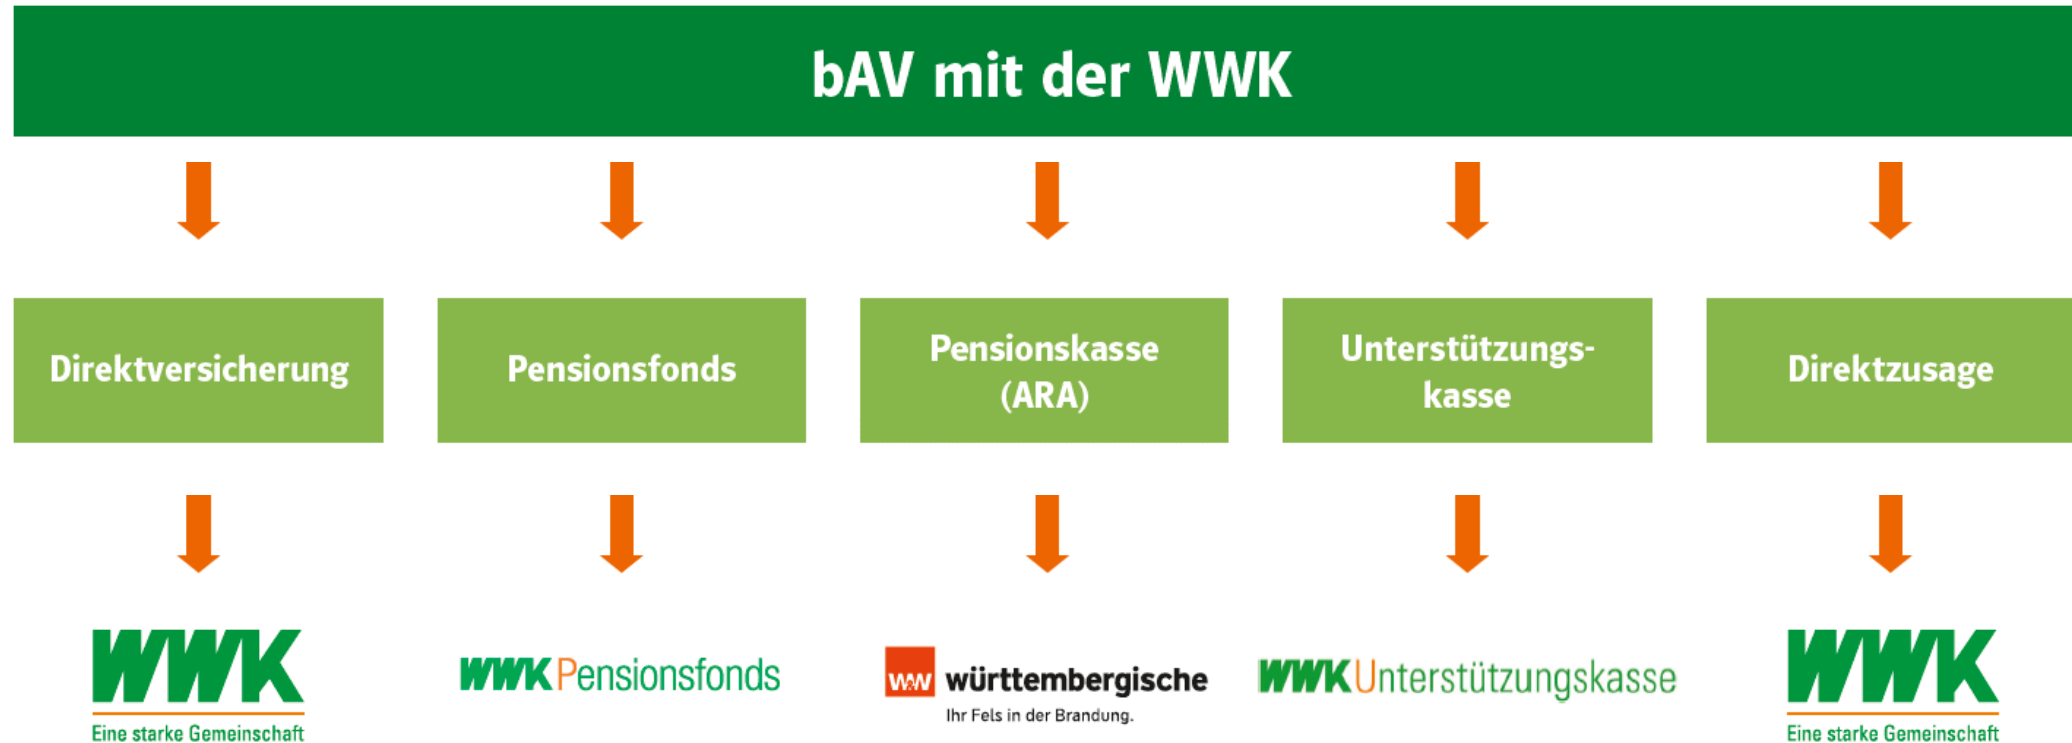 bAV mit der WWK
Direktversicherung
Pensionsfonds
Pensionskasse
(ARA)
Unterstützungs-
kasse
Direktzusage
WWK
Eine starke Gemeinschaft
WWK Pensionsfonds
W&W württembergische
Ihr Fels in der Brandung.
WWK Unterstützungskasse
WWK
Eine starke Gemeinschaft